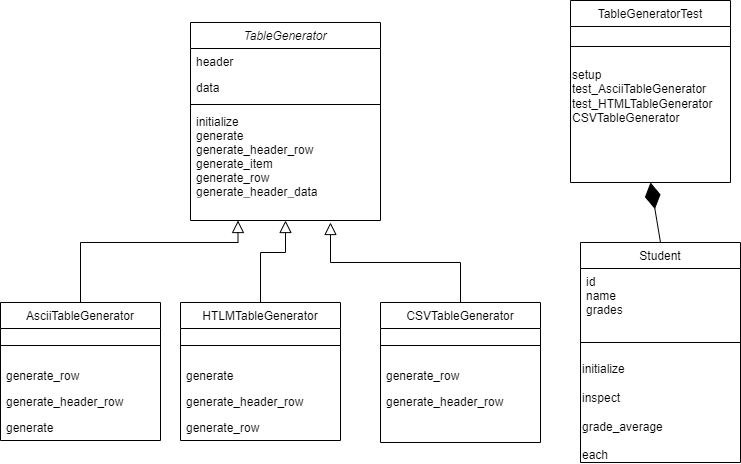 TableGenerator
header
data
initialize
generate
generate_header_row
generate_item
generate_row
generate_header_data
TableGeneratorTest
setup
test_AsciiTableGenerator
test_HTMLTableGenerator
CSVTableGenerator
AsciiTableGenerator
generate_row
generate_header_row
generate
HTLMTableGenerator
generate
generate_header_row
generate_row
CSVTableGenerator
generate_row
generate_header_row
Student
id
name
grades
initialize
inspect
grade_average
each